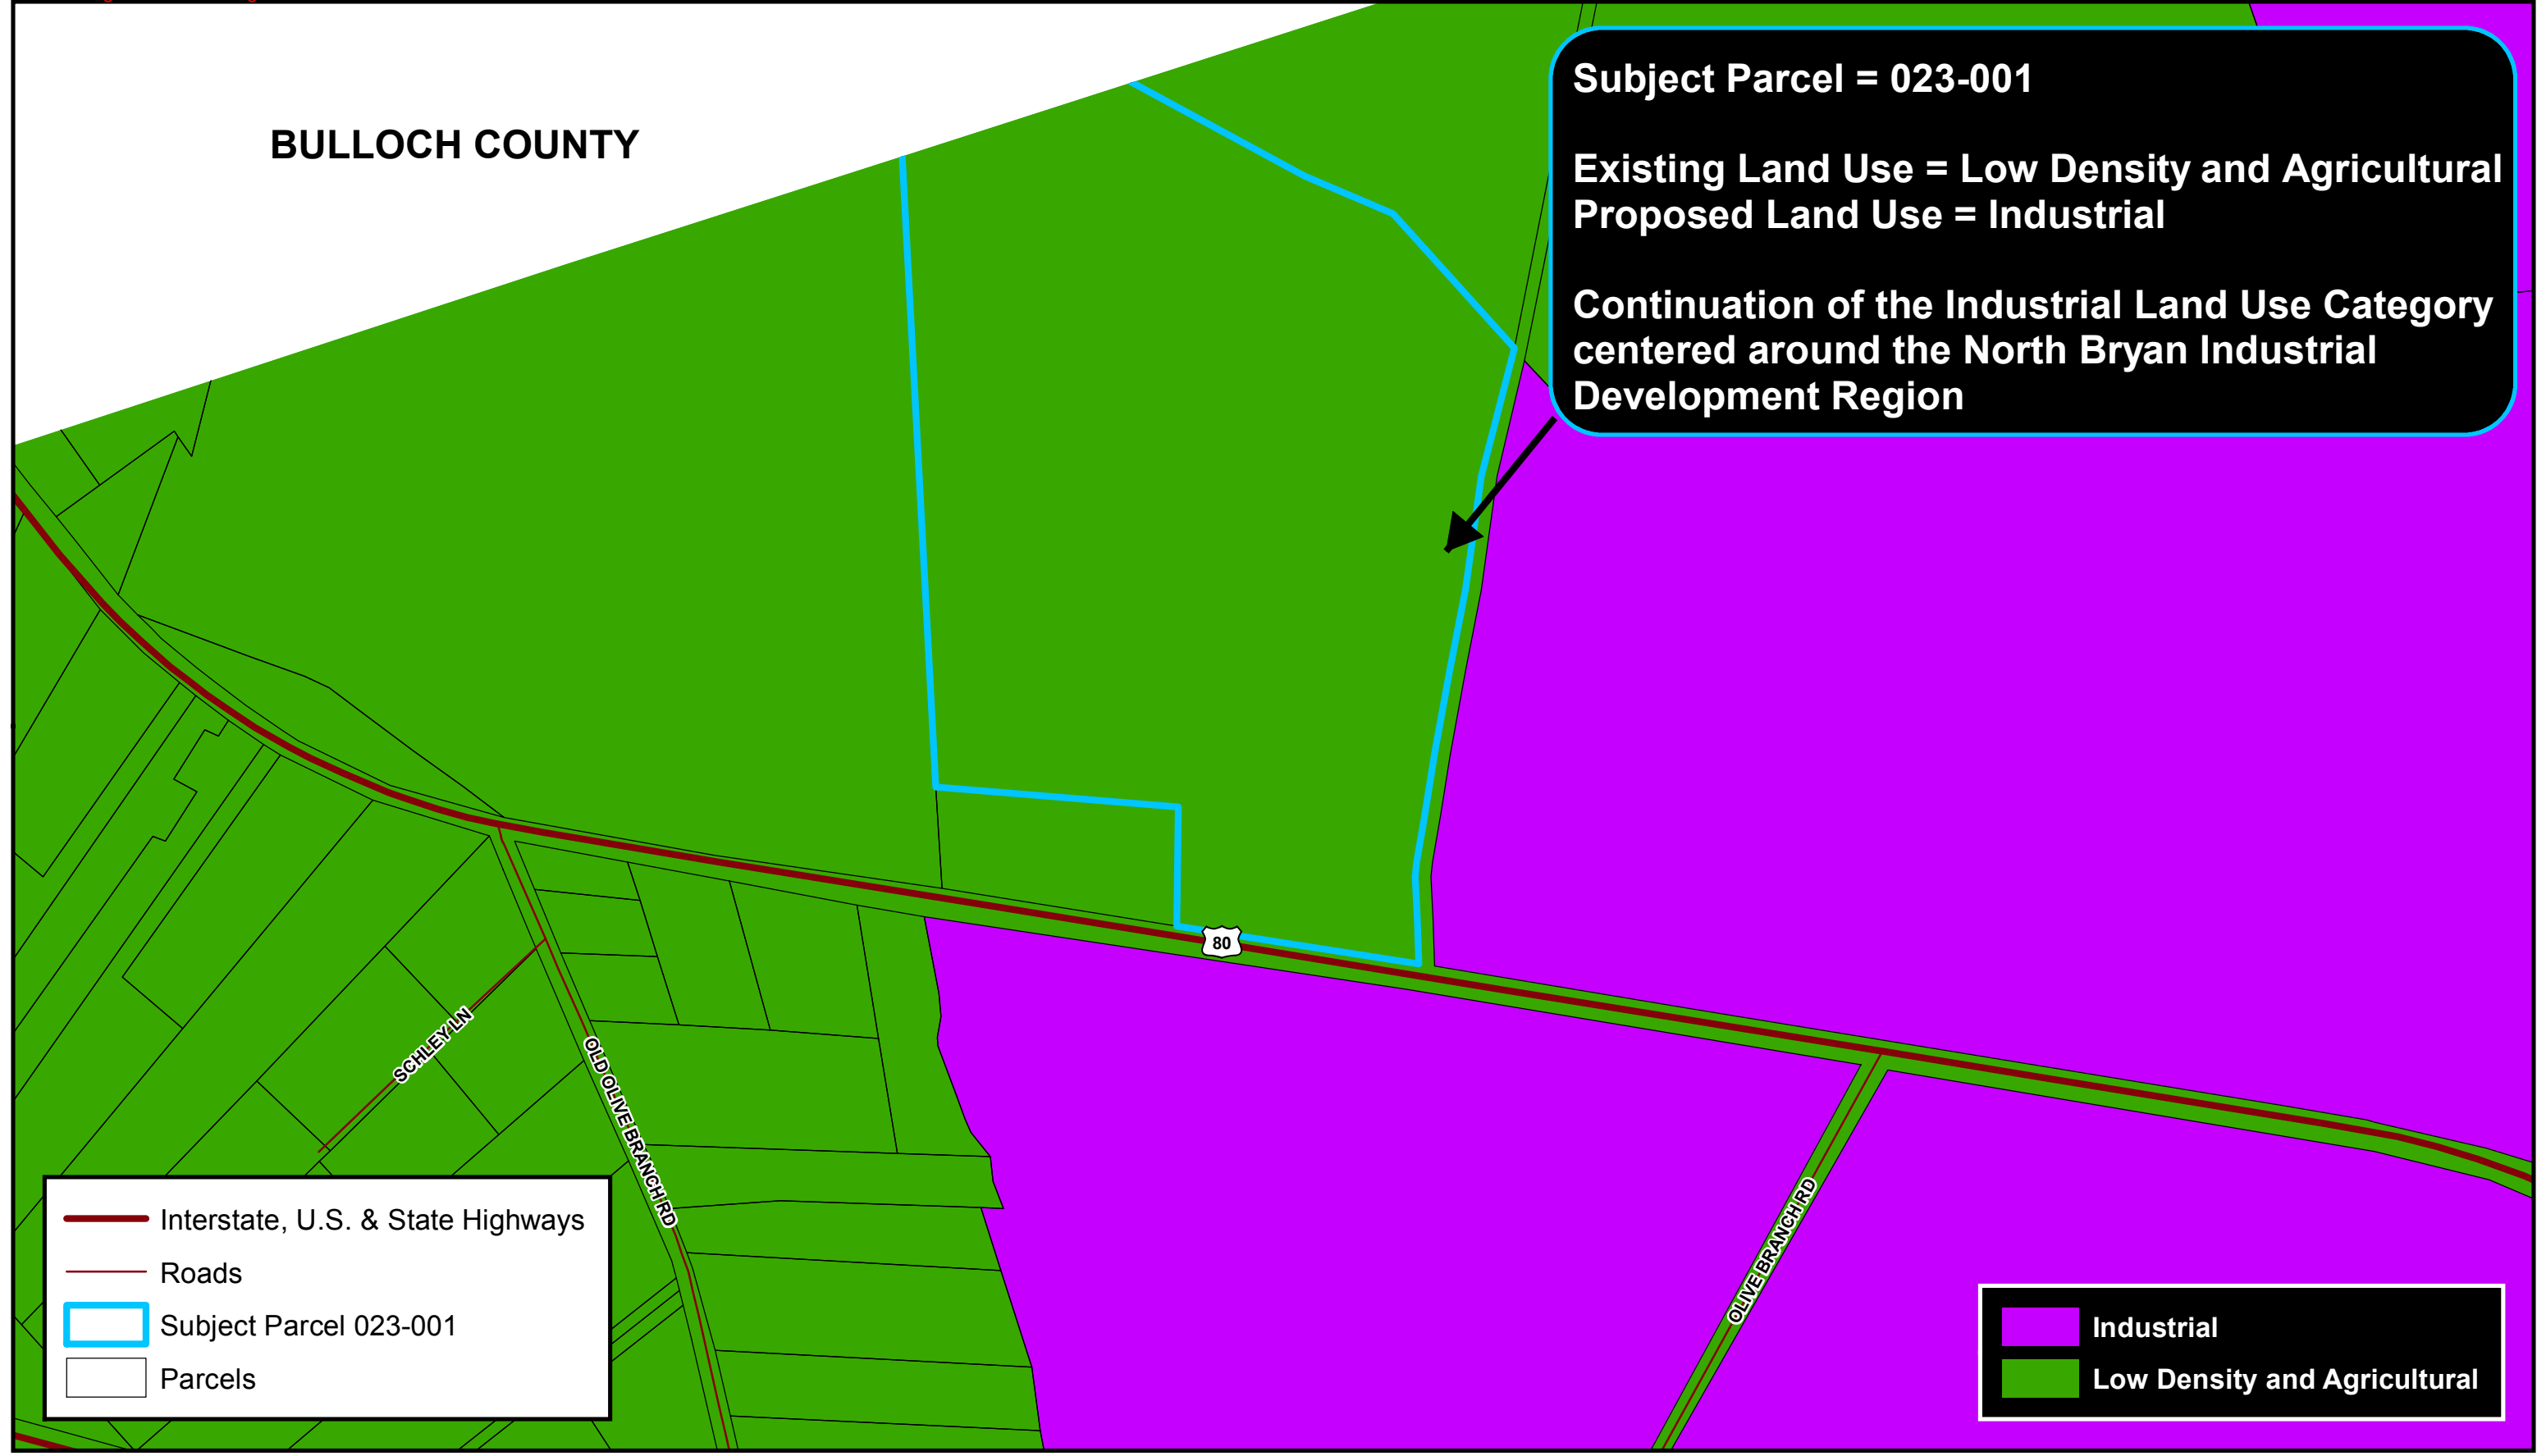 BULLOCH COUNTY
Subject Parcel = 023-001
Existing Land Use = Low Density and Agricultural
Proposed Land Use = Industrial
Continuation of the Industrial Land Use Category
centered around the North Bryan Industrial
Development Region
80
SCHLEY LN
OLD OLIVE BRANCH RD
OLIVE BRANCH RD
Interstate, U.S. & State Highways
Roads
Subject Parcel 023-001
Parcels
Industrial
Low Density and Agricultural